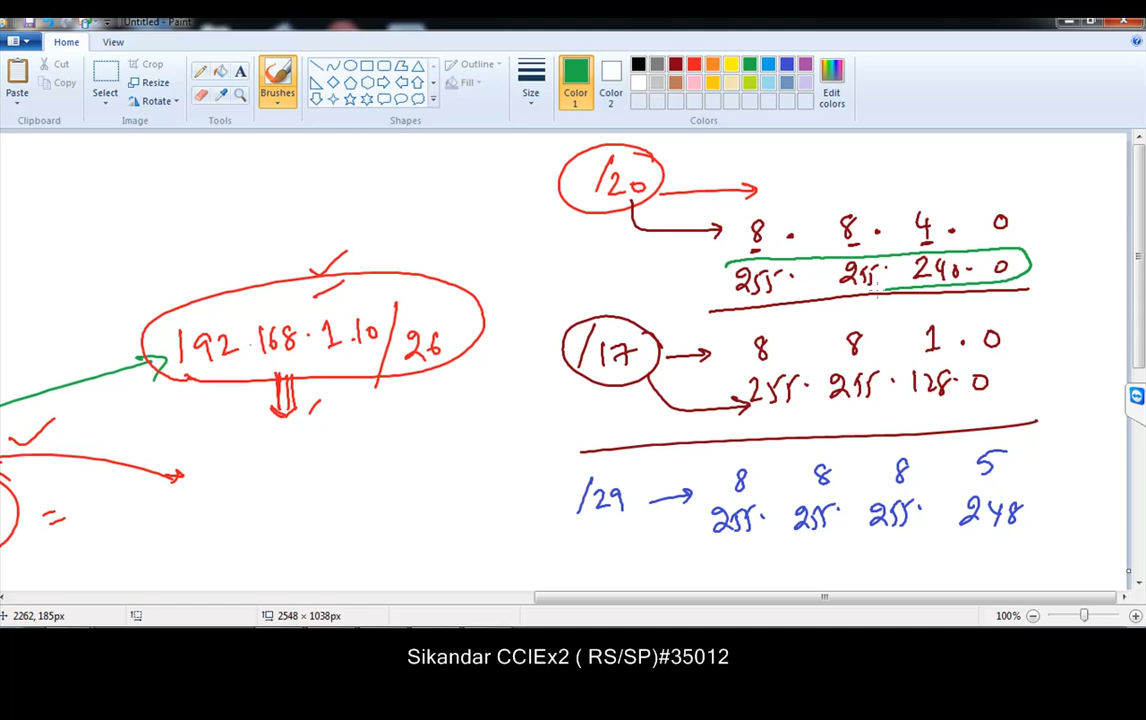 Untitled - Paint
Home View
Cut
Copy
Paste
Clipboard
Crop
Resize
Rotate
Select
Image
Tools
Brushes
Outline
Fill
Shapes
Size
Color 1
Color 2
Edit colors
Colors
/20
8 . 8 . 4 . 0
255 . 255 . 240 . 0
192 . 168 . 1 . 10 / 26
/17
8 8 1 . 0
255 . 255 . 128 . 0
/29
8 8 8 5
255 . 255 . 255 . 248
=
2262, 185px
2548 × 1038px
100%
Sikandar CCIEx2 ( RS/SP)#35012